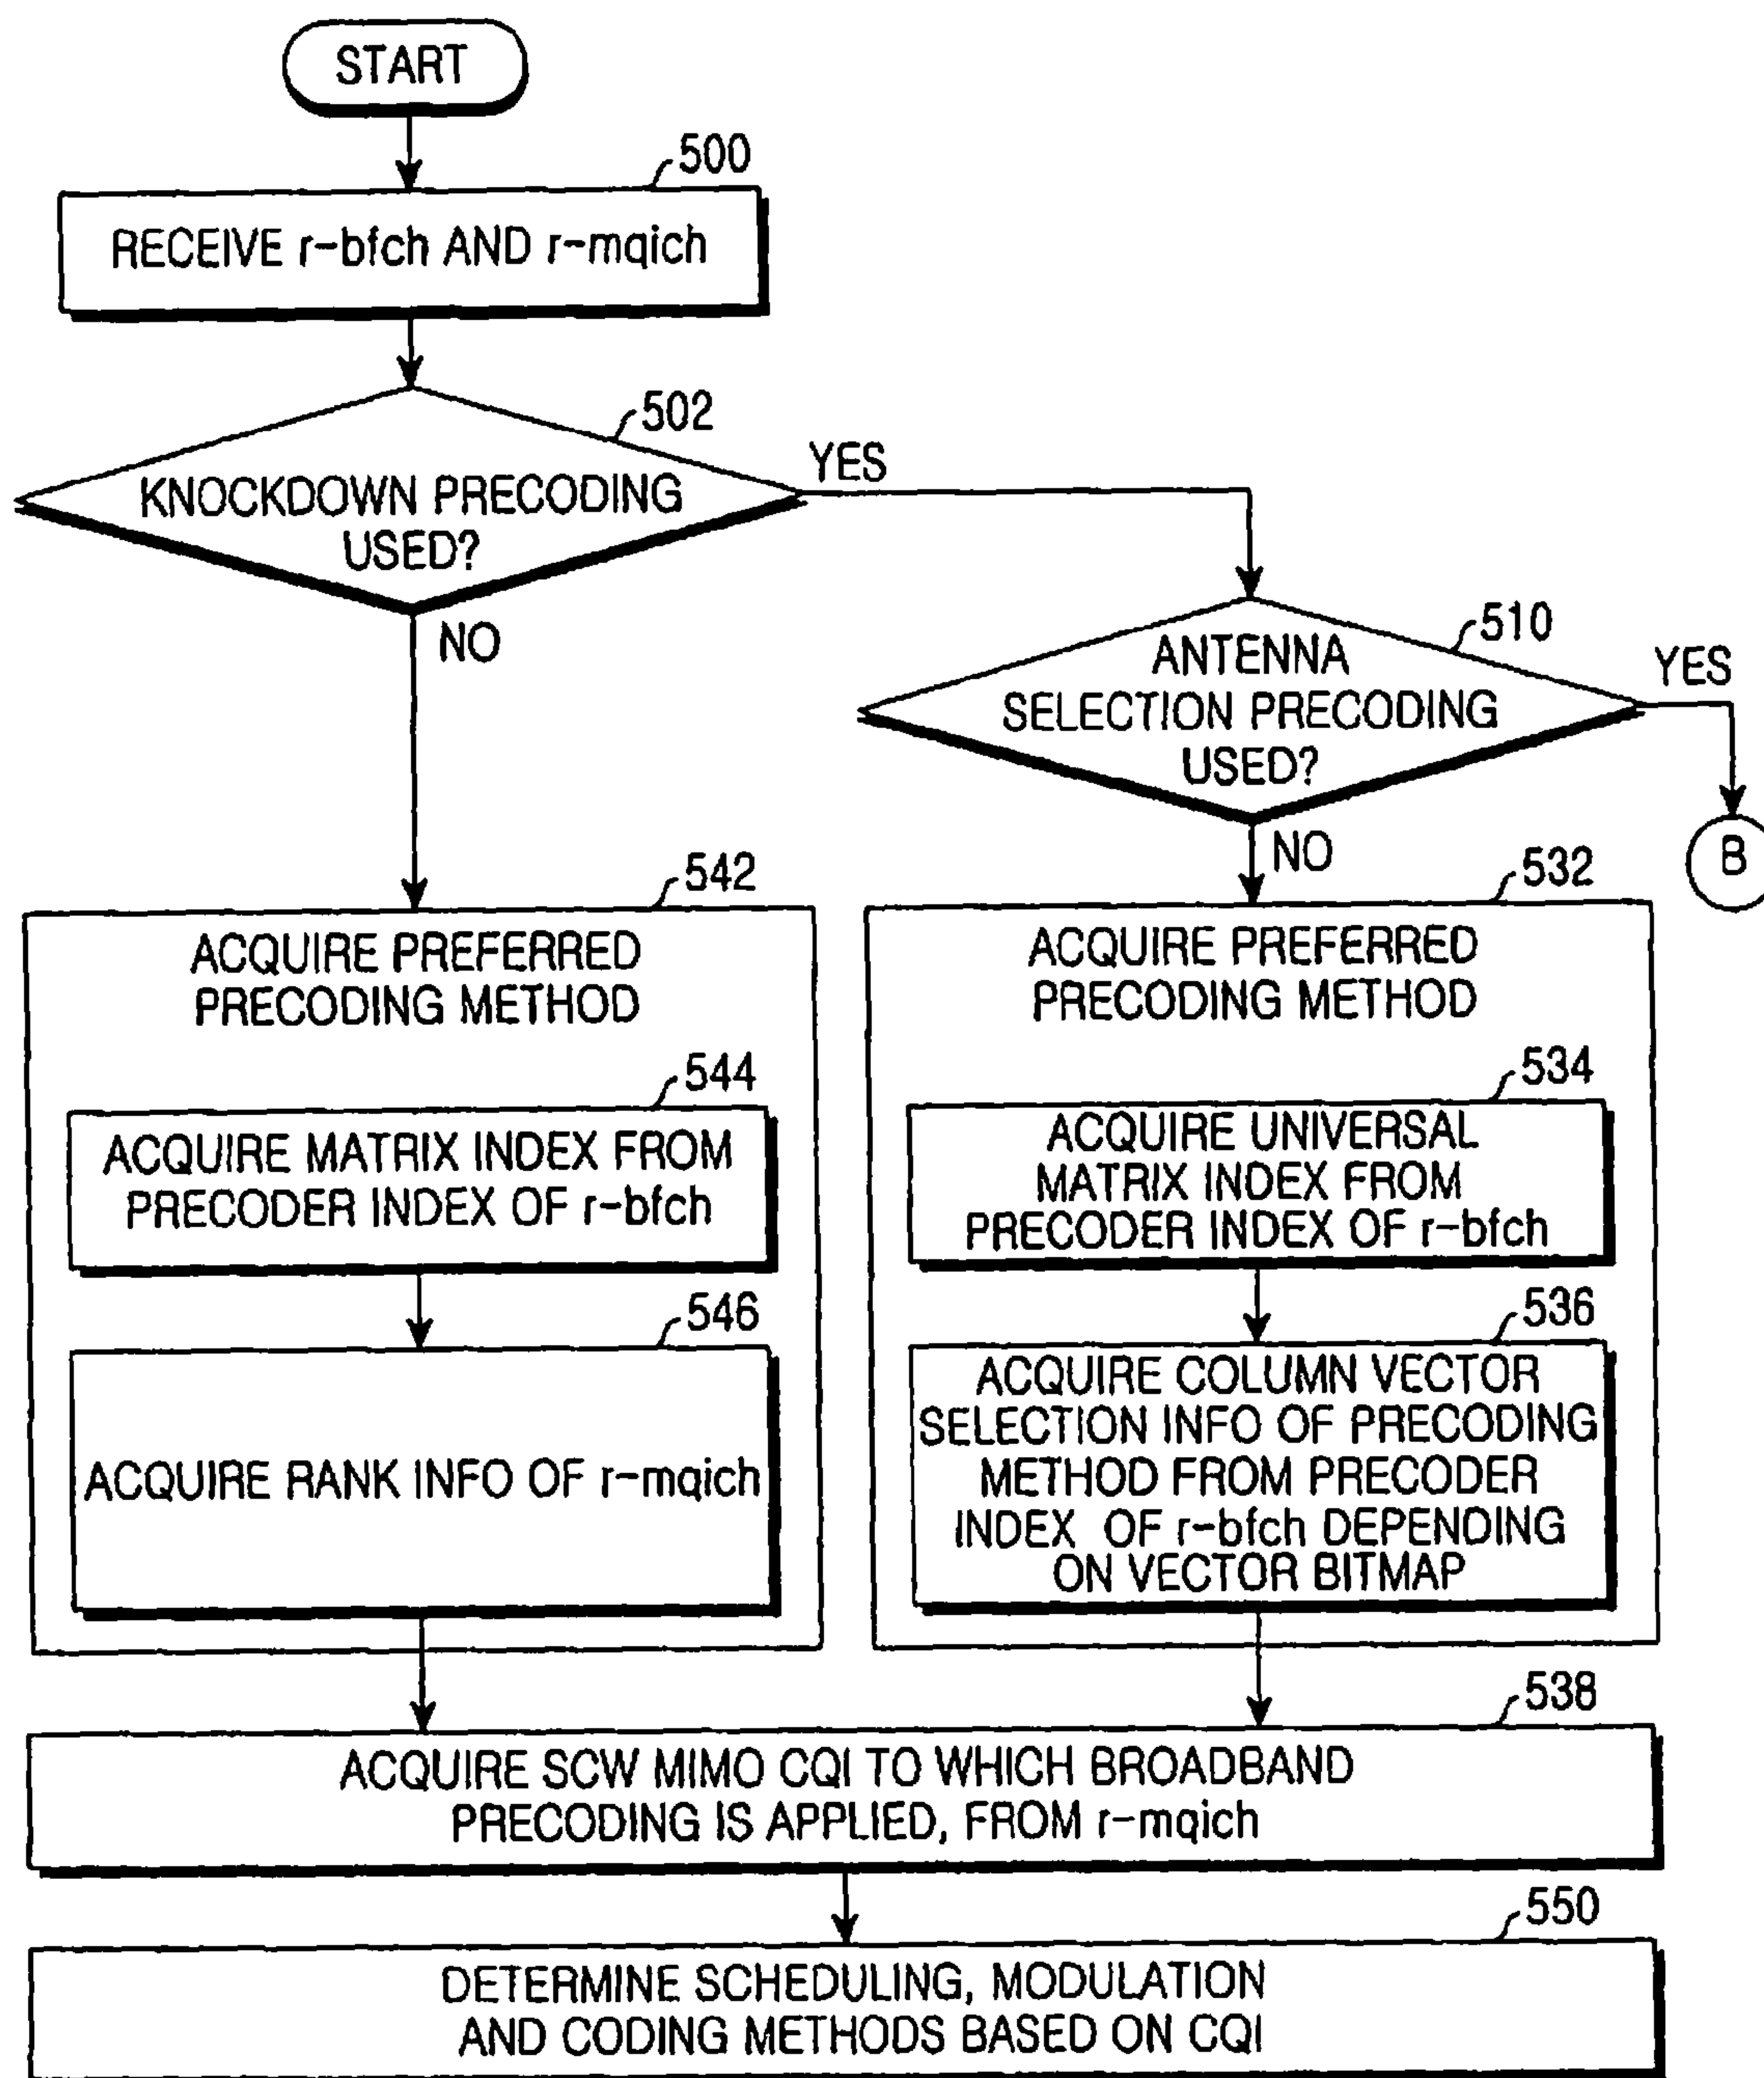 START
500
RECEIVE r-bfch AND r-mqich
502
KNOCKDOWN PRECODING
USED?
YES
NO
510
ANTENNA
SELECTION PRECODING
USED?
YES
B
NO
542
ACQUIRE PREFERRED
PRECODING METHOD
544
ACQUIRE MATRIX INDEX FROM
PRECODER INDEX OF r-bfch
546
ACQUIRE RANK INFO OF r-mqich
532
ACQUIRE PREFERRED
PRECODING METHOD
534
ACQUIRE UNIVERSAL
MATRIX INDEX FROM
PRECODER INDEX OF r-bfch
536
ACQUIRE COLUMN VECTOR
SELECTION INFO OF PRECODING
METHOD FROM PRECODER
INDEX OF r-bfch DEPENDING
ON VECTOR BITMAP
538
ACQUIRE SCW MIMO CQI TO WHICH BROADBAND
PRECODING IS APPLIED, FROM r-mqich
550
DETERMINE SCHEDULING, MODULATION
AND CODING METHODS BASED ON CQI